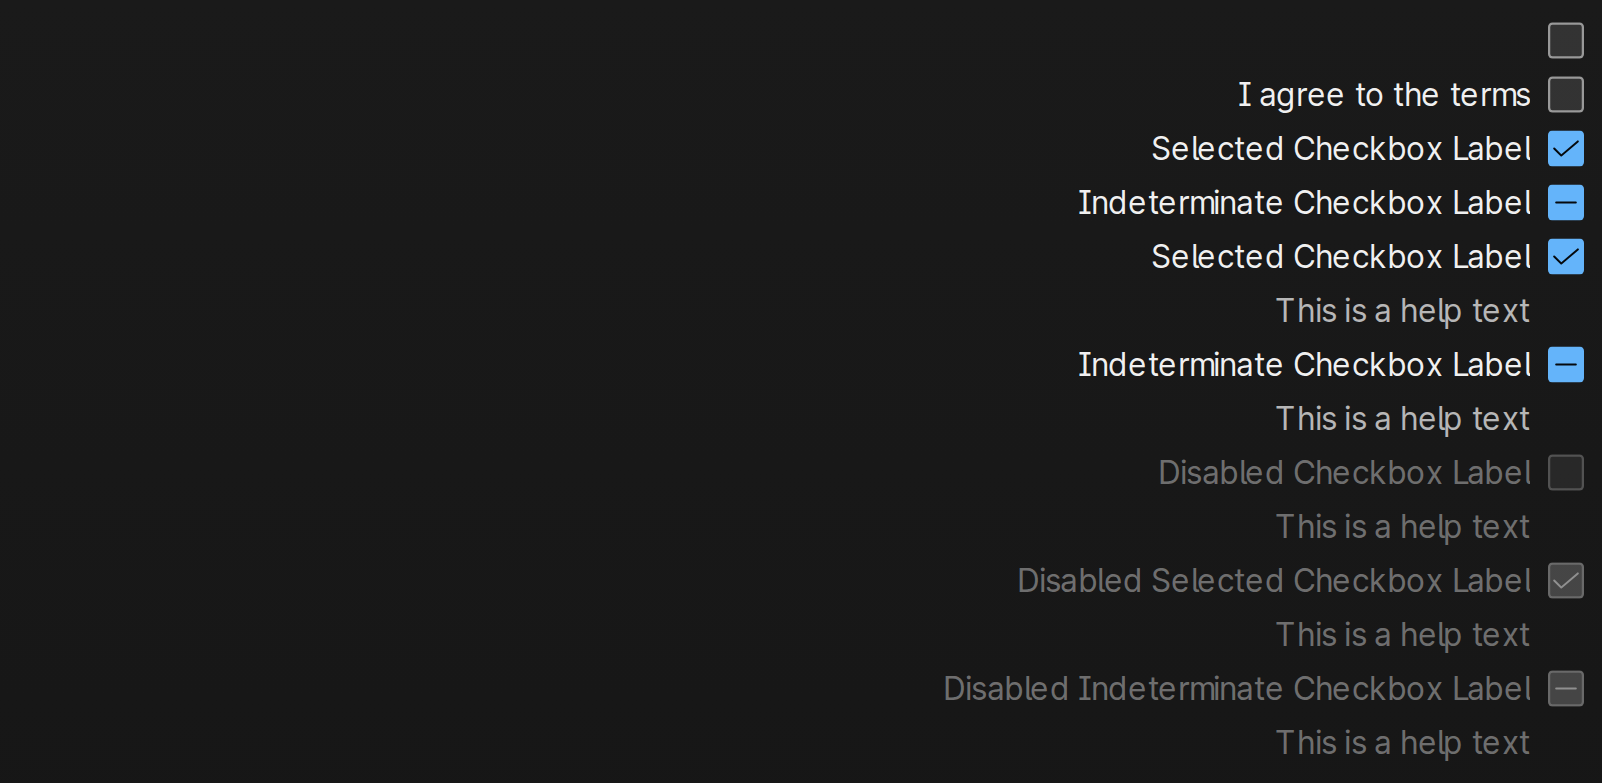 I agree to the terms
Selected Checkbox Label
Indeterminate Checkbox Label
Selected Checkbox Label
This is a help text
Indeterminate Checkbox Label
This is a help text
Disabled Checkbox Label
This is a help text
Disabled Selected Checkbox Label
This is a help text
Disabled Indeterminate Checkbox Label
This is a help text